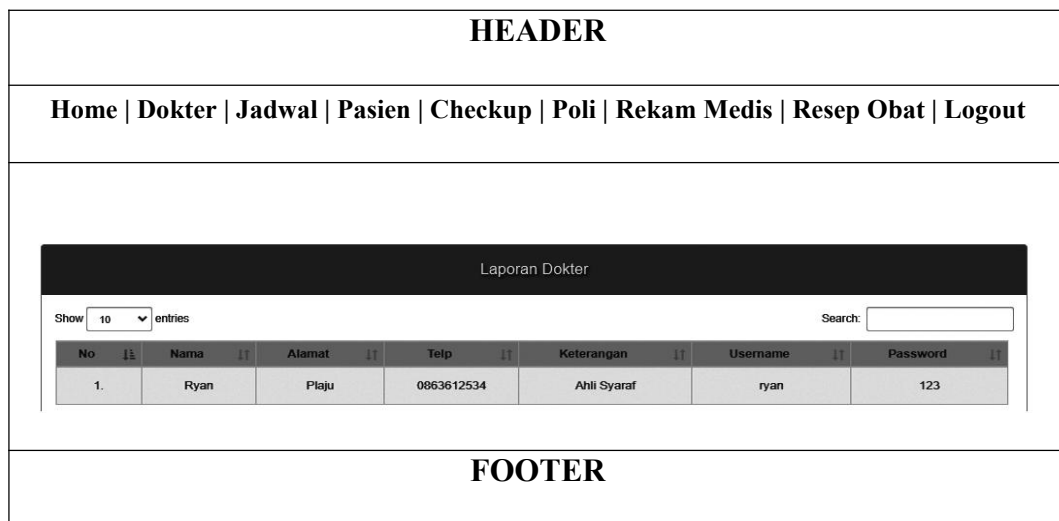 HEADER
Home | Dokter | Jadwal | Pasien | Checkup | Poli | Rekam Medis | Resep Obat | Logout
Laporan Dokter
Show 10 entries Search:
No Nama Alamat Telp Keterangan Username Password
1. Ryan Plaju 0863612534 Ahli Syaraf ryan 123
FOOTER